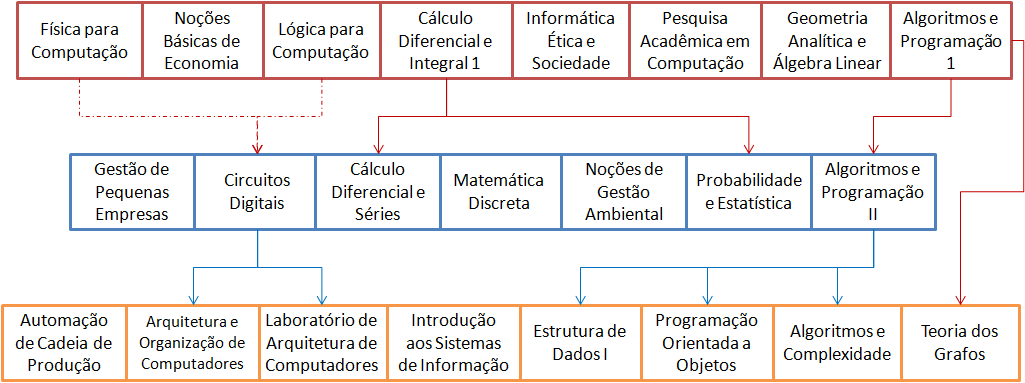 Física para
Computação
Noções
Básicas de
Economia
Lógica para
Computação
Cálculo
Diferencial e
Integral 1
Informática
Ética e
Sociedade
Pesquisa
Acadêmica em
Computação
Geometria
Analítica e
Álgebra Linear
Algoritmos e
Programação
1
Gestão de
Pequenas
Empresas
Circuitos
Digitais
Cálculo
Diferencial e
Séries
Matemática
Discreta
Noções de
Gestão
Ambiental
Probabilidade
e Estatística
Algoritmos e
Programação
II
Automação
de Cadeia de
Produção
Arquitetura e
Organização de
Computadores
Laboratório de
Arquitetura de
Computadores
Introdução
aos Sistemas
de Informação
Estrutura de
Dados I
Programação
Orientada a
Objetos
Algoritmos e
Complexidade
Teoria dos
Grafos